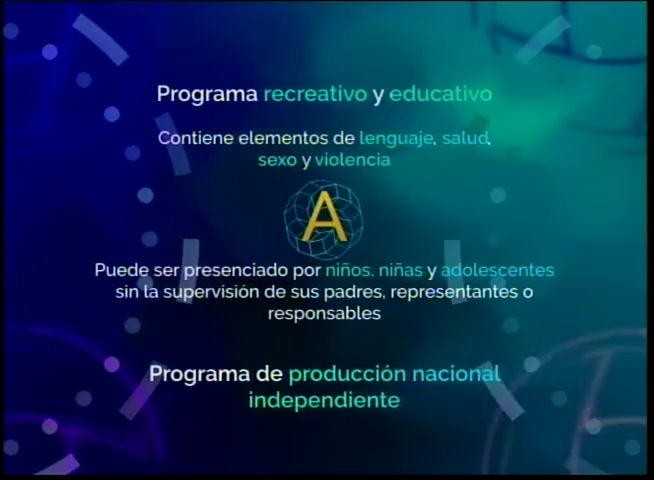 Programa recreativo y educativo
Contiene elementos de lenguaje, salud,
sexo y violencia
A
Puede ser presenciado por niños, niñas y adolescentes
sin la supervisión de sus padres, representantes o
responsables
Programa de producción nacional
independiente